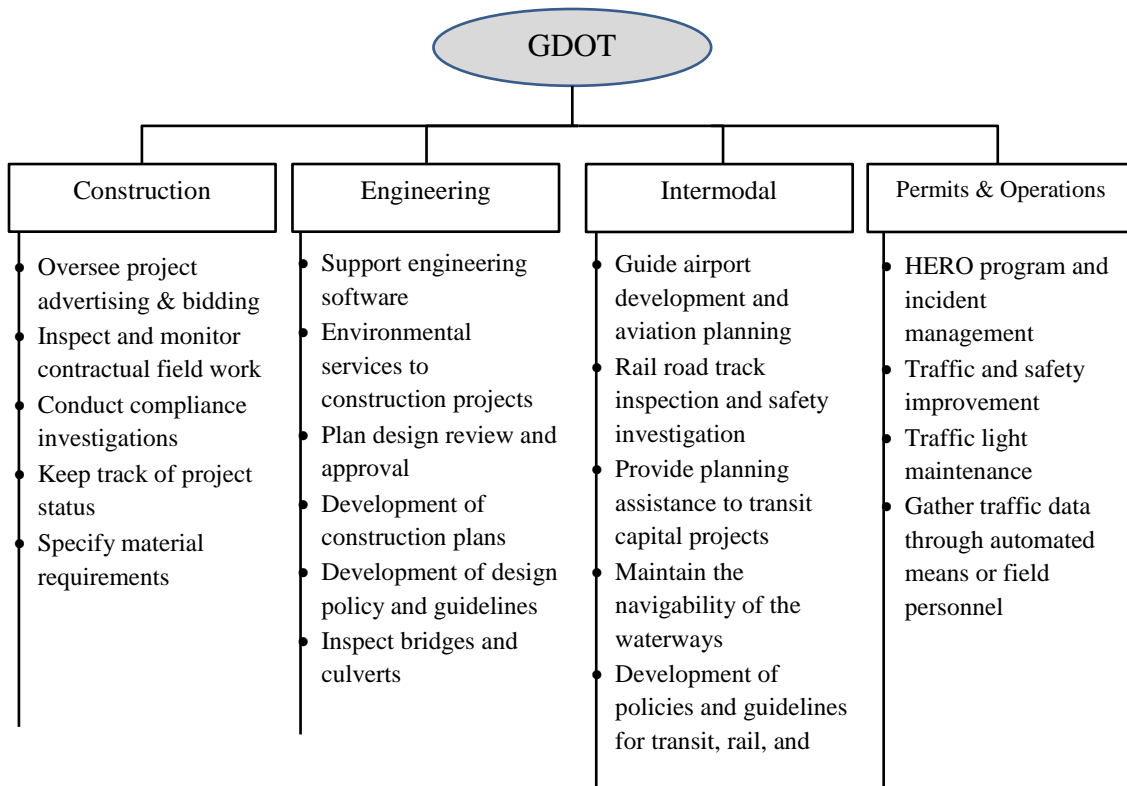 GDOT
Construction
Oversee project
advertising & bidding
Inspect and monitor
contractual field work
Conduct compliance
investigations
Keep track of project
status
Specify material
requirements
Engineering
Support engineering
software
Environmental
services to
construction projects
Plan design review and
approval
Development of
construction plans
Development of design
policy and guidelines
Inspect bridges and
culverts
Intermodal
Guide airport
development and
aviation planning
Rail road track
inspection and safety
investigation
Provide planning
assistance to transit
capital projects
Maintain the
navigability of the
waterways
Development of
policies and guidelines
for transit, rail, and
Permits & Operations
HERO program and
incident
management
Traffic and safety
improvement
Traffic light
maintenance
Gather traffic data
through automated
means or field
personnel